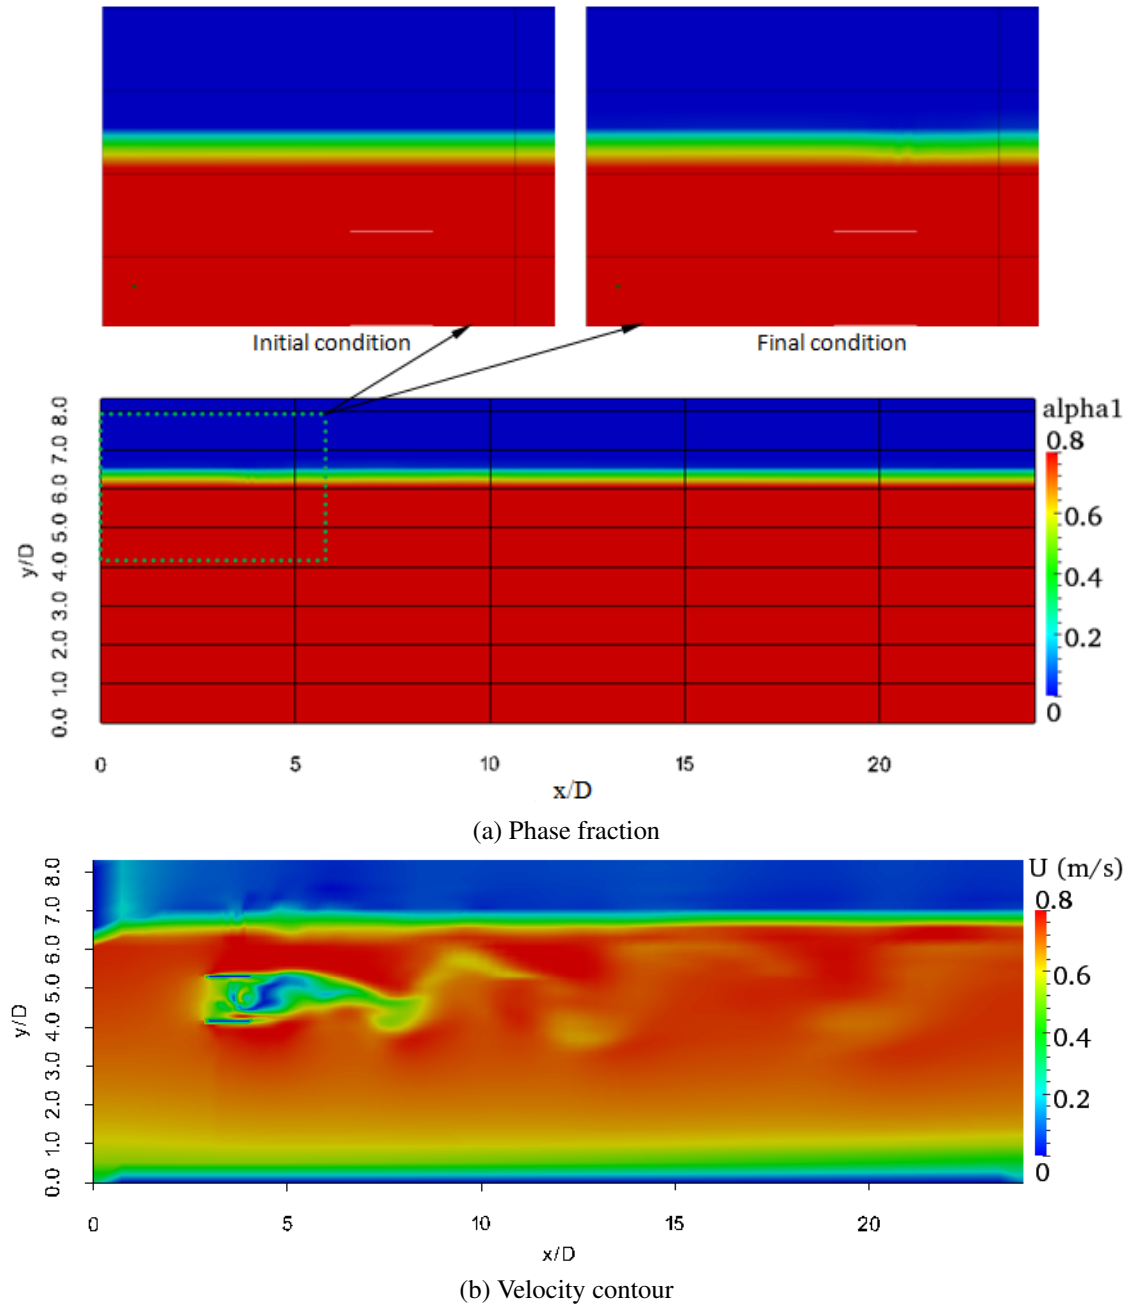 Initial condition
Final condition
alpha1
0.8
0.6
0.4
0.2
0
y/D
8.0
7.0
6.0
5.0
4.0
3.0
2.0
1.0
0.0
0 5 10 15 20
x/D
(a) Phase fraction
U (m/s)
0.8
0.6
0.4
0.2
0
y/D
8.0
7.0
6.0
5.0
4.0
3.0
2.0
1.0
0.0
0 5 10 15 20
x/D
(b) Velocity contour